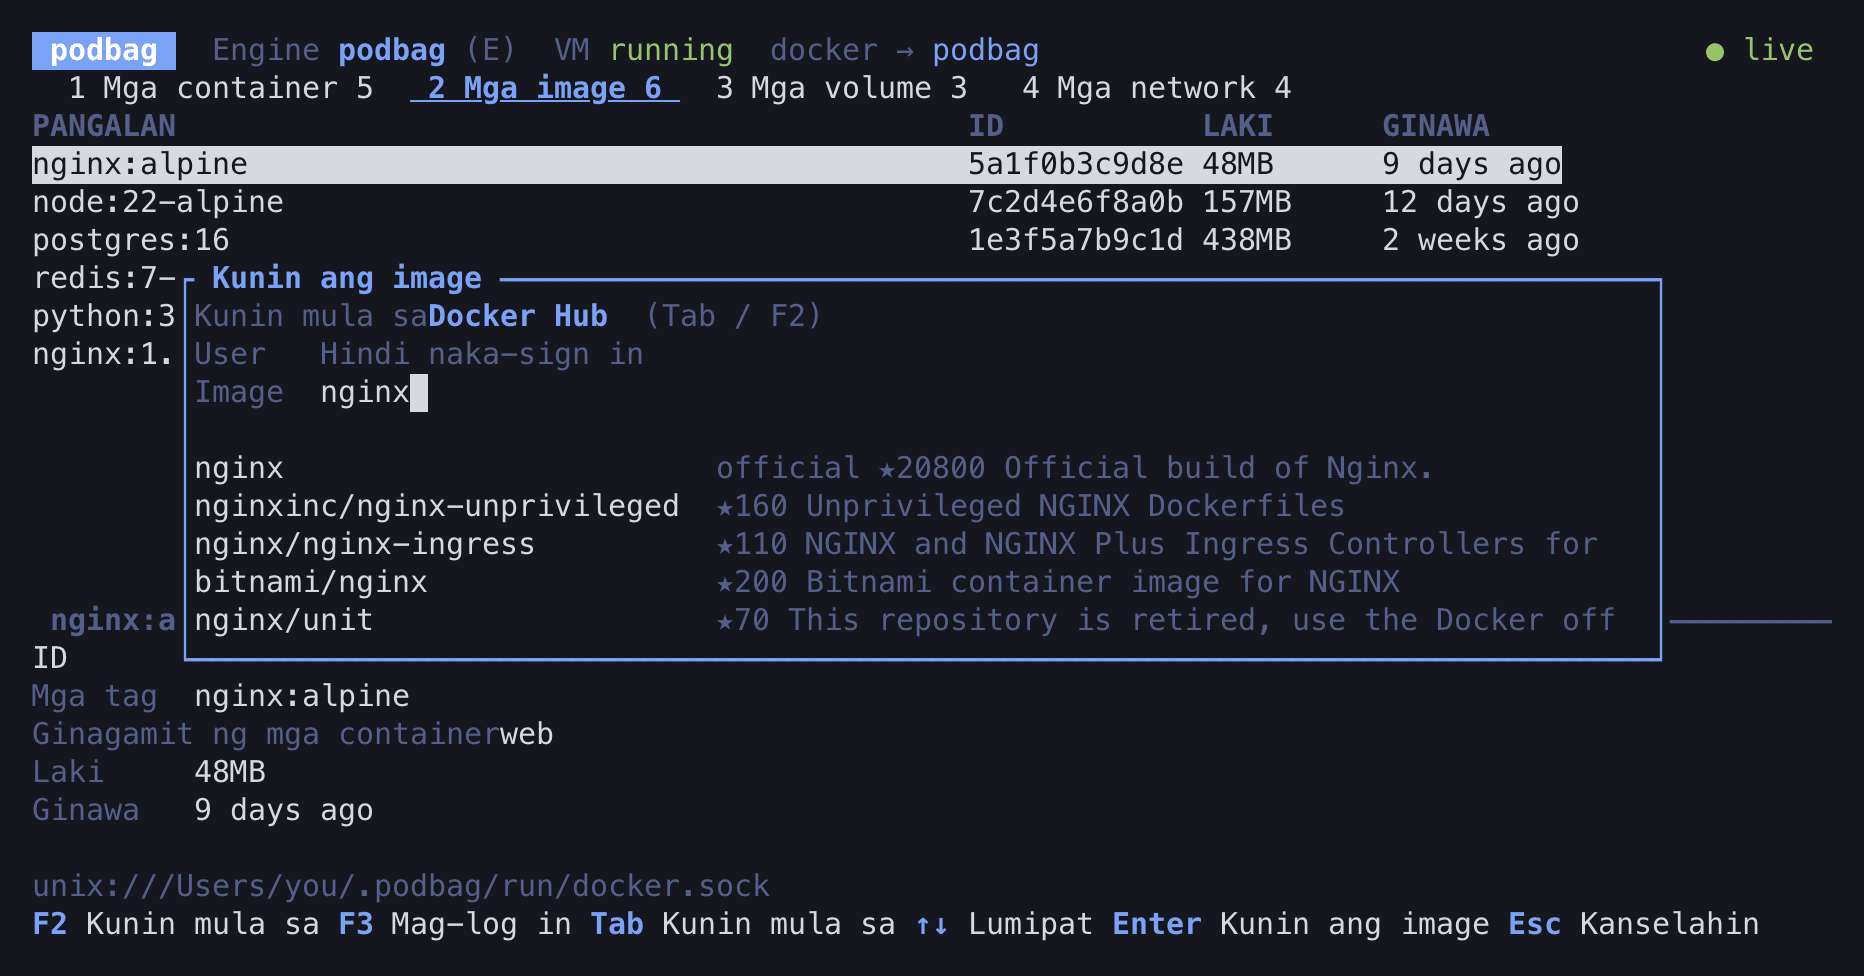 podbag Engine podbag (E) VM running docker → podbag ● live
1 Mga container 5 2 Mga image 6 3 Mga volume 3 4 Mga network 4
PANGALAN ID LAKI GINAWA
nginx:alpine 5a1f0b3c9d8e 48MB 9 days ago
node:22-alpine 7c2d4e6f8a0b 157MB 12 days ago
postgres:16 1e3f5a7b9c1d 438MB 2 weeks ago
redis:7- Kunin ang image
python:3 Kunin mula saDocker Hub (Tab / F2)
nginx:1. User Hindi naka-sign in
Image nginx
nginx official ★20800 Official build of Nginx.
nginxinc/nginx-unprivileged ★160 Unprivileged NGINX Dockerfiles
nginx/nginx-ingress ★110 NGINX and NGINX Plus Ingress Controllers for
bitnami/nginx ★200 Bitnami container image for NGINX
nginx:a nginx/unit ★70 This repository is retired, use the Docker off
ID
Mga tag nginx:alpine
Ginagamit ng mga containerweb
Laki 48MB
Ginawa 9 days ago
unix:///Users/you/.podbag/run/docker.sock
F2 Kunin mula sa F3 Mag-log in Tab Kunin mula sa ↑↓ Lumipat Enter Kunin ang image Esc Kanselahin